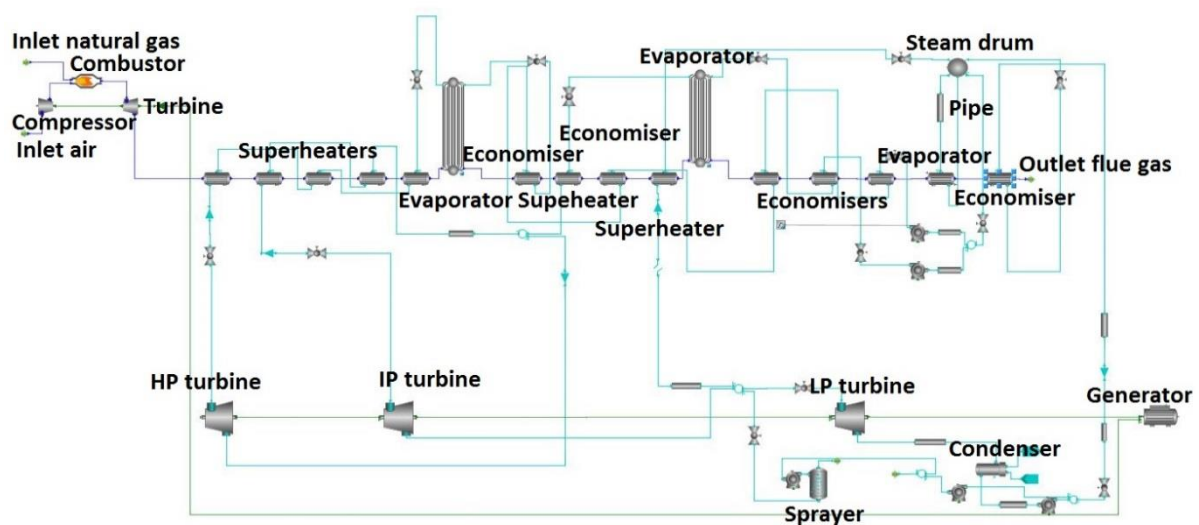 Inlet natural gas
Combustor
Turbine
Compressor
Inlet air
Superheaters
Evaporator
Economiser
Supeheater
Economiser
Superheater
Evaporator
Economisers
Steam drum
Pipe
Evaporator
Outlet flue gas
Economiser
HP turbine
IP turbine
LP turbine
Generator
Condenser
Sprayer